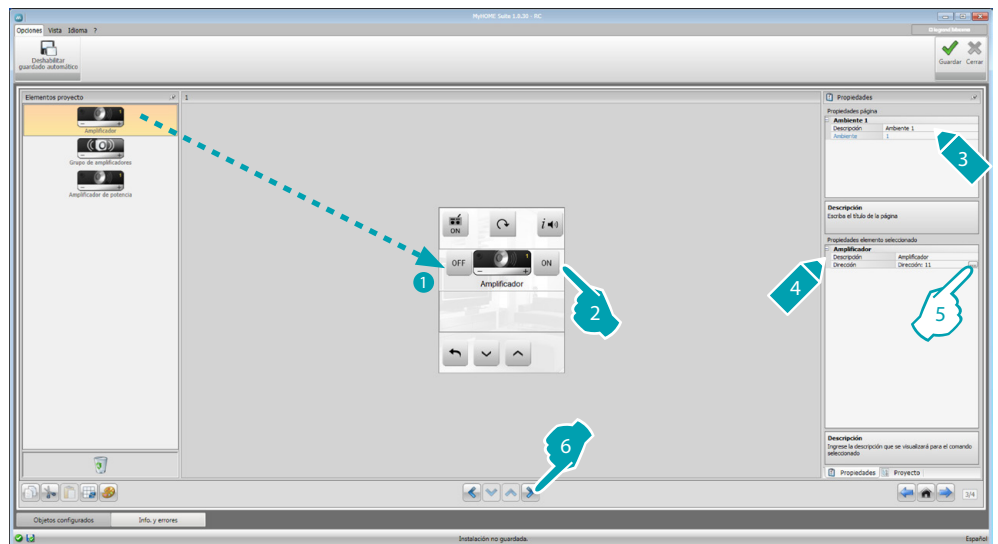 MyHOME Suite 1.0.30 - RC
Opciones Vista Idioma ?
Deshabilitar
guardado automático
Guardar Cerrar
Elementos proyecto
Amplificador
Grupo de amplificadores
Amplificador de potencia
1
1
ON
i
OFF
1
- +
ON
Amplificador
1
2
3
4
5
6
Propiedades
Propiedades página
Ambiente 1
Descripción Ambiente 1
Ambiente 1
Descripción
Escriba el título de la página
Propiedades elemento seleccionado
Amplificador
Descripción Amplificador
Dirección Dirección: 11
Descripción
Ingrese la descripción que se visualizará para el comando
seleccionado
Propiedades Proyecto
3/4
Objetos configurados Info. y errores
Instalación no guardada.
Español